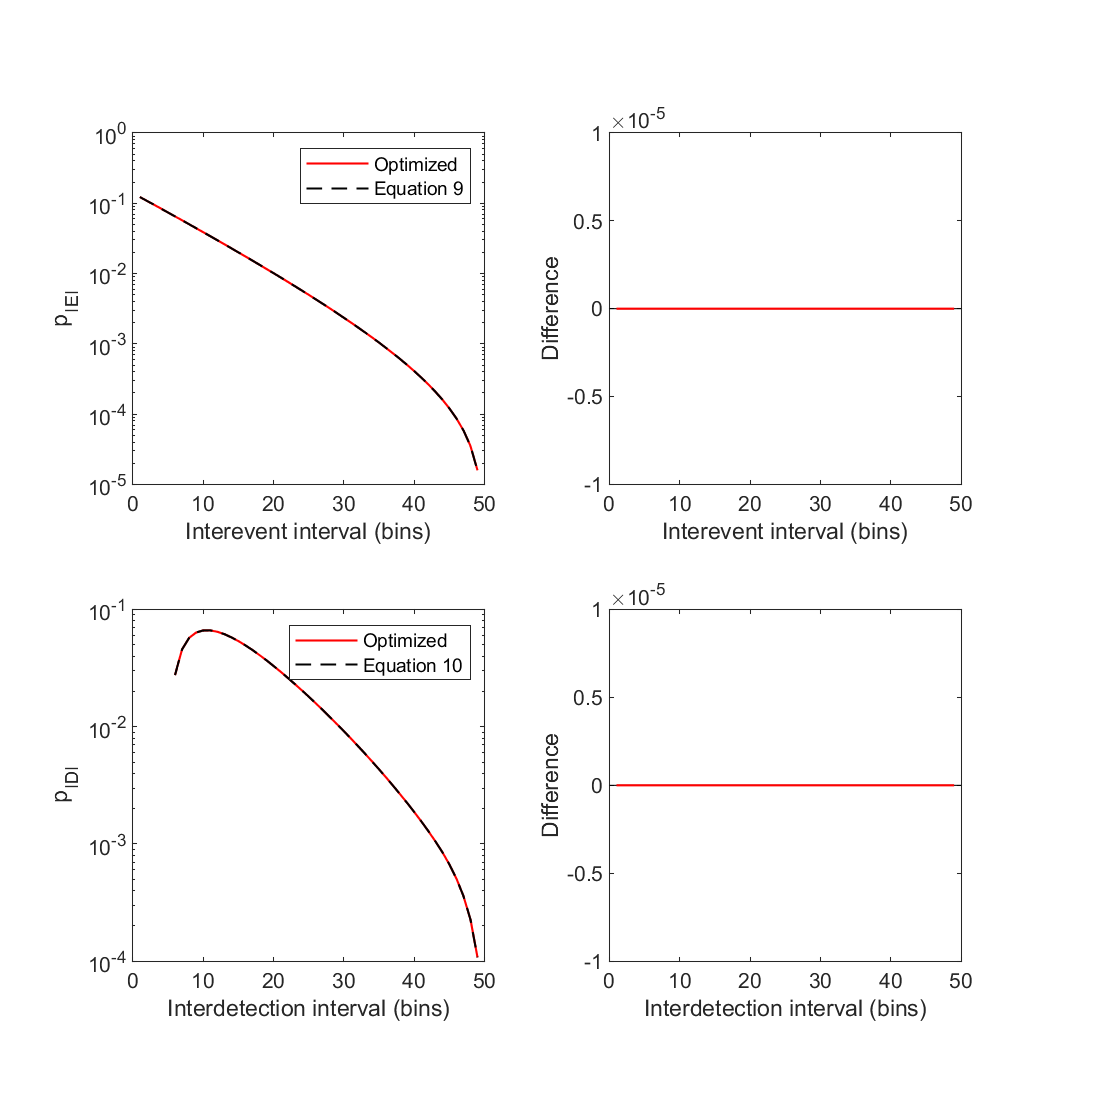 10^0
10^-1
10^-2
10^-3
10^-4
10^-5
p_IEI
Optimized
Equation 9
0 10 20 30 40 50
Interevent interval (bins)
×10^-5
1
0.5
0
-0.5
-1
Difference
0 10 20 30 40 50
Interevent interval (bins)
10^-1
10^-2
10^-3
10^-4
p_IDI
Optimized
Equation 10
0 10 20 30 40 50
Interdetection interval (bins)
×10^-5
1
0.5
0
-0.5
-1
Difference
0 10 20 30 40 50
Interdetection interval (bins)